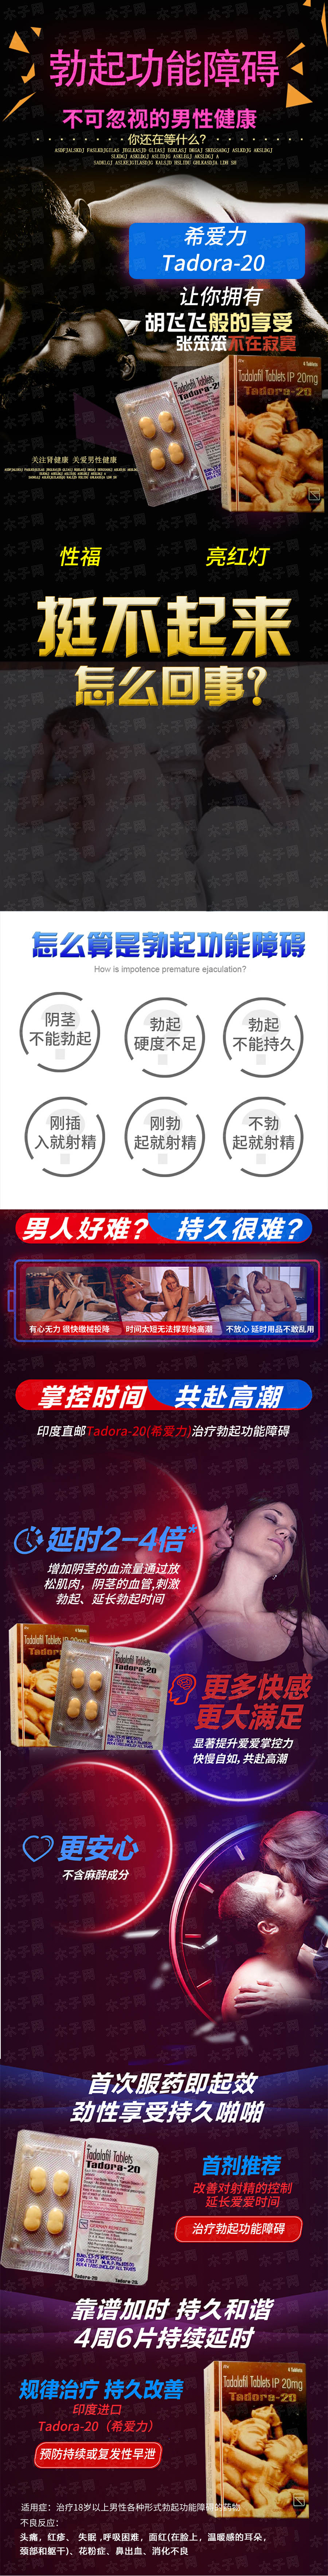 勃起功能障碍
不可忽视的男性健康
你还在等什么?
希爱力
Tadora-20
让你拥有
胡飞飞般的享受
张笨笨不在寂寞
Tadalafil Tablets IP 20mg
Tadora-20
关注肾健康 关爱男性健康
性福 亮红灯
挺不起来
怎么回事?
怎么算是勃起功能障碍
How is impotence premature ejaculation?
阴茎
不能勃起
勃起
硬度不足
勃起
不能持久
刚插
入就射精
刚勃
起就射精
不勃
起就射精
男人好难? 持久很难?
有心无力 很快缴械投降
时间太短无法撑到她高潮
不放心 延时用品不敢乱用
掌控时间 共赴高潮
印度直邮Tadora-20(希爱力)治疗勃起功能障碍
延时2-4倍*
增加阴茎的血流量通过放
松肌肉，阴茎的血管,刺激
勃起、延长勃起时间
Tadalafil Tablets
Tadora-20
更多快感
更大满足
显著提升爱爱掌控力
快慢自如,共赴高潮
更安心
不含麻醉成分
首次服药即起效
劲性享受持久啪啪
Tadalafil Tablets
Tadora-20
首剂推荐
改善对射精的控制
延长爱爱时间
治疗勃起功能障碍
靠谱加时 持久和谐
4周6片持续延时
规律治疗 持久改善
印度进口
Tadora-20（希爱力）
预防持续或复发性早泄
Tadalafil Tablets IP 20mg
Tadora-20
适用症：治疗18岁以上男性各种形式勃起功能障碍的药物
不良反应：
头痛，红疹、 失眠 ,呼吸困难，面红(在脸上，温暖感的耳朵，
颈部和躯干)、花粉症、鼻出血、消化不良